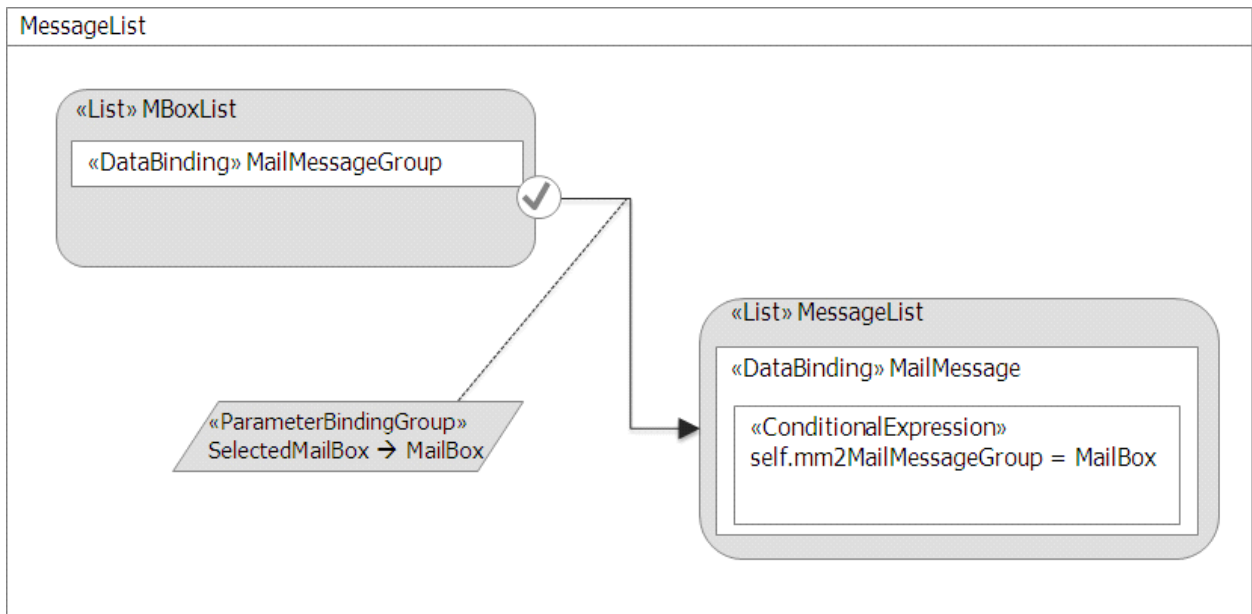 MessageList
«List» MBoxList
«DataBinding» MailMessageGroup
«List» MessageList
«DataBinding» MailMessage
«ParameterBindingGroup»
SelectedMailBox → MailBox
«ConditionalExpression»
self.mm2MailMessageGroup = MailBox